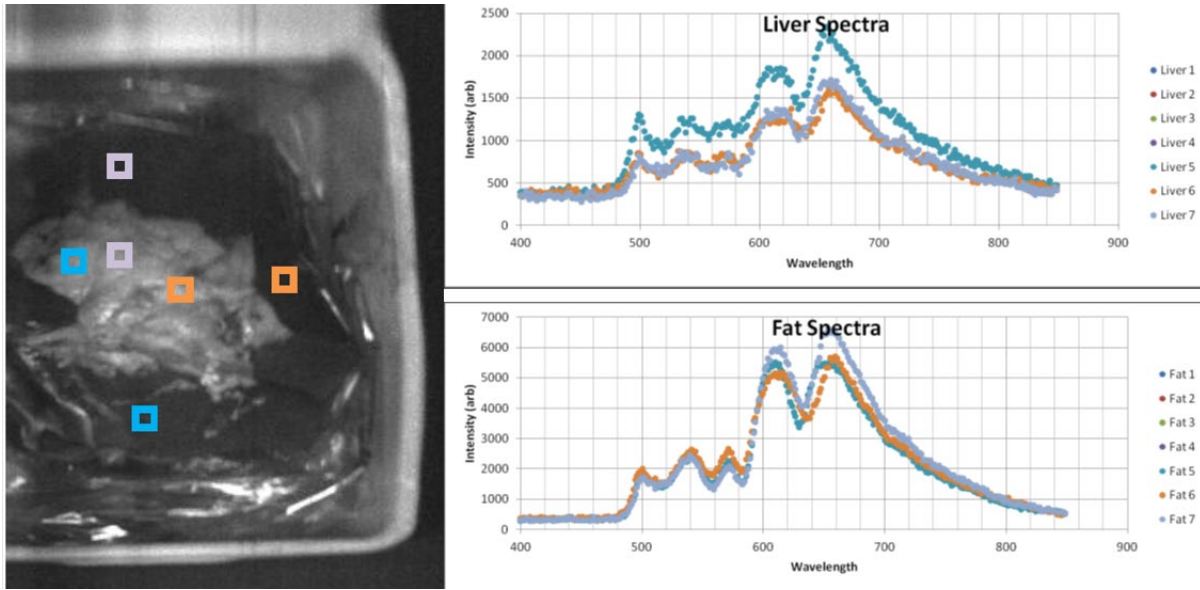 Liver Spectra
2500
2000
1500
1000
500
0
Intensity (arb)
400 500 600 700 800 900
Wavelength
Liver 1
Liver 2
Liver 3
Liver 4
Liver 5
Liver 6
Liver 7
Fat Spectra
7000
6000
5000
4000
3000
2000
1000
0
Intensity (arb)
400 500 600 700 800 900
Wavelength
Fat 1
Fat 2
Fat 3
Fat 4
Fat 5
Fat 6
Fat 7